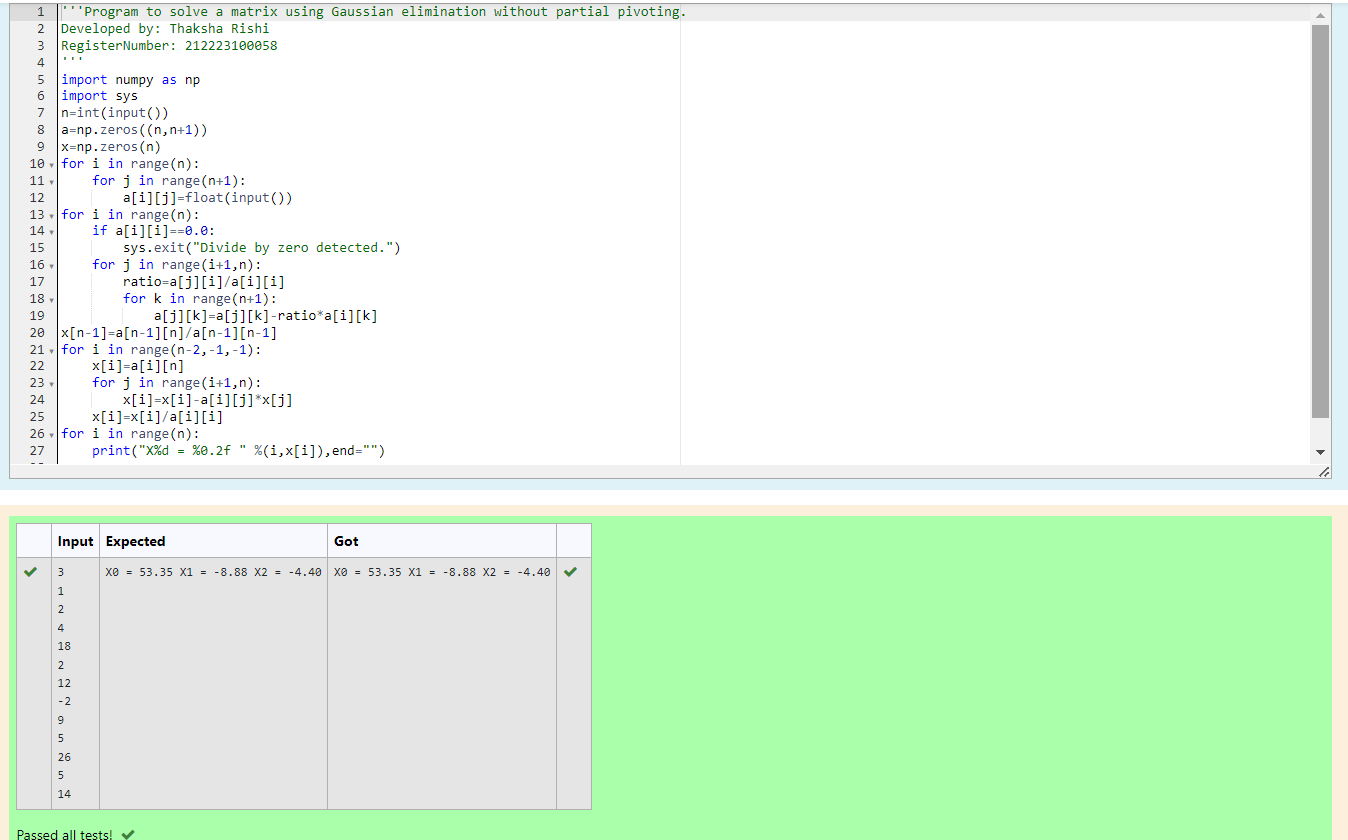 1 '''Program to solve a matrix using Gaussian elimination without partial pivoting.
2 Developed by: Thaksha Rishi
3 RegisterNumber: 212223100058
4 '''
5 import numpy as np
6 import sys
7 n=int(input())
8 a=np.zeros((n,n+1))
9 x=np.zeros(n)
10 for i in range(n):
11     for j in range(n+1):
12         a[i][j]=float(input())
13 for i in range(n):
14     if a[i][i]==0.0:
15         sys.exit("Divide by zero detected.")
16     for j in range(i+1,n):
17         ratio=a[j][i]/a[i][i]
18         for k in range(n+1):
19             a[j][k]=a[j][k]-ratio*a[i][k]
20 x[n-1]=a[n-1][n]/a[n-1][n-1]
21 for i in range(n-2,-1,-1):
22     x[i]=a[i][n]
23     for j in range(i+1,n):
24         x[i]=x[i]-a[i][j]*x[j]
25     x[i]=x[i]/a[i][i]
26 for i in range(n):
27     print("X%d = %0.2f " %(i,x[i]),end="")
Input Expected Got
3 X0 = 53.35 X1 = -8.88 X2 = -4.40 X0 = 53.35 X1 = -8.88 X2 = -4.40
1
2
4
18
2
12
-2
9
5
26
5
14
Passed all tests!